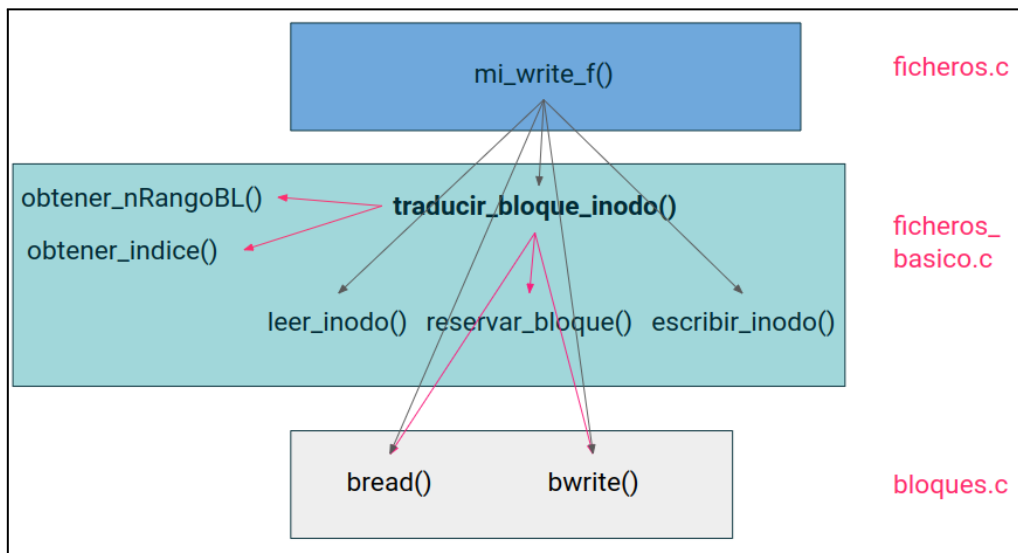 mi_write_f()
ficheros.c
obtener_nRangoBL()
traducir_bloque_inodo()
obtener_indice()
ficheros_
basico.c
leer_inodo()
reservar_bloque()
escribir_inodo()
bread()
bwrite()
bloques.c